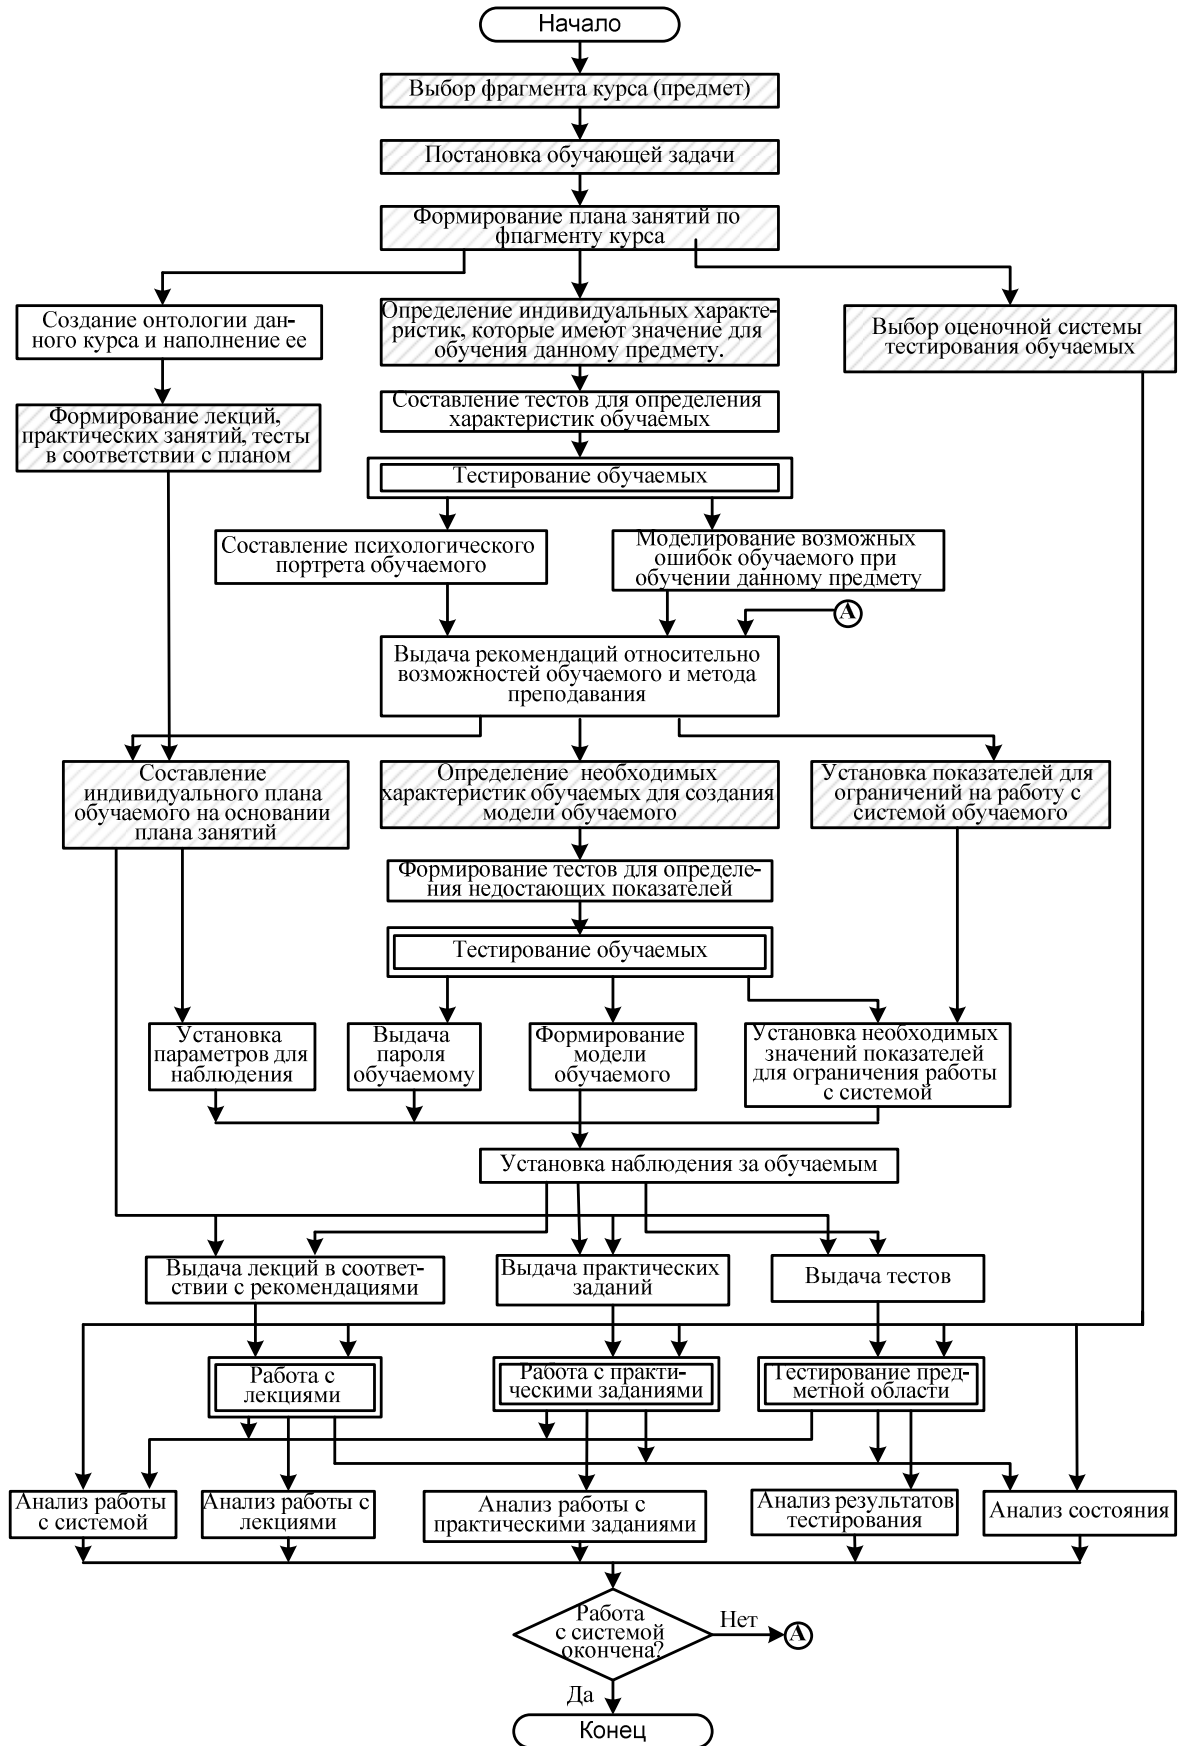 Начало
Выбор фрагмента курса (предмет)
Постановка обучающей задачи
Формирование плана занятий по
фпагменту курса
Создание онтологии дан-
ного курса и наполнение ее
Определение индивидуальных характе-
ристик, которые имеют значение для
обучения данному предмету.
Выбор оценочной системы
тестирования обучаемых
Составление тестов для определения
характеристик обучаемых
Формирование лекций,
практических занятий, тесты
в соответствии с планом
Тестирование обучаемых
Составление психологического
портрета обучаемого
Моделирование возможных
ошибок обучаемого при
обучении данному предмету
А
Выдача рекомендаций относительно
возможностей обучаемого и метода
преподавания
Составление
индивидуального плана
обучаемого на основании
плана занятий
Определение необходимых
характеристик обучаемых для создания
модели обучаемого
Установка показателей для
ограничений на работу с
системой обучаемого
Формирование тестов для определе-
ния недостающих показателей
Тестирование обучаемых
Установка
параметров для
наблюдения
Выдача
пароля
обучаемому
Формирование
модели
обучаемого
Установка необходимых
значений показателей
для ограничения работы
с системой
Установка наблюдения за обучаемым
Выдача лекций в соответ-
ствии с рекомендациями
Выдача практических
заданий
Выдача тестов
Работа с
лекциями
Работа с практи-
ческими заданиями
Тестирование пред-
метной области
Анализ работы
с системой
Анализ работы с
лекциями
Анализ работы с
практическими заданиями
Анализ результатов
тестирования
Анализ состояния
Работа
с системой
окончена?
Нет
А
Да
Конец